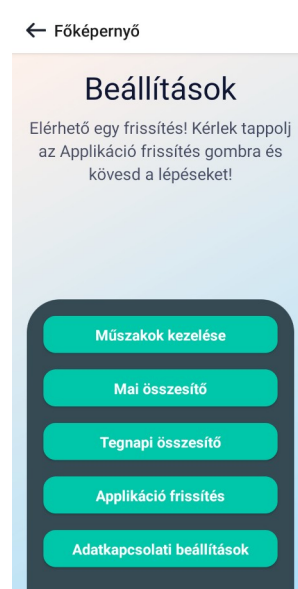 Főképernyő
Beállítások
Elérhető egy frissítés! Kérlek tappolj
az Applikáció frissítés gombra és
kövesd a lépéseket!
Műszakok kezelése
Mai összesítő
Tegnapi összesítő
Applikáció frissítés
Adatkapcsolati beállítások